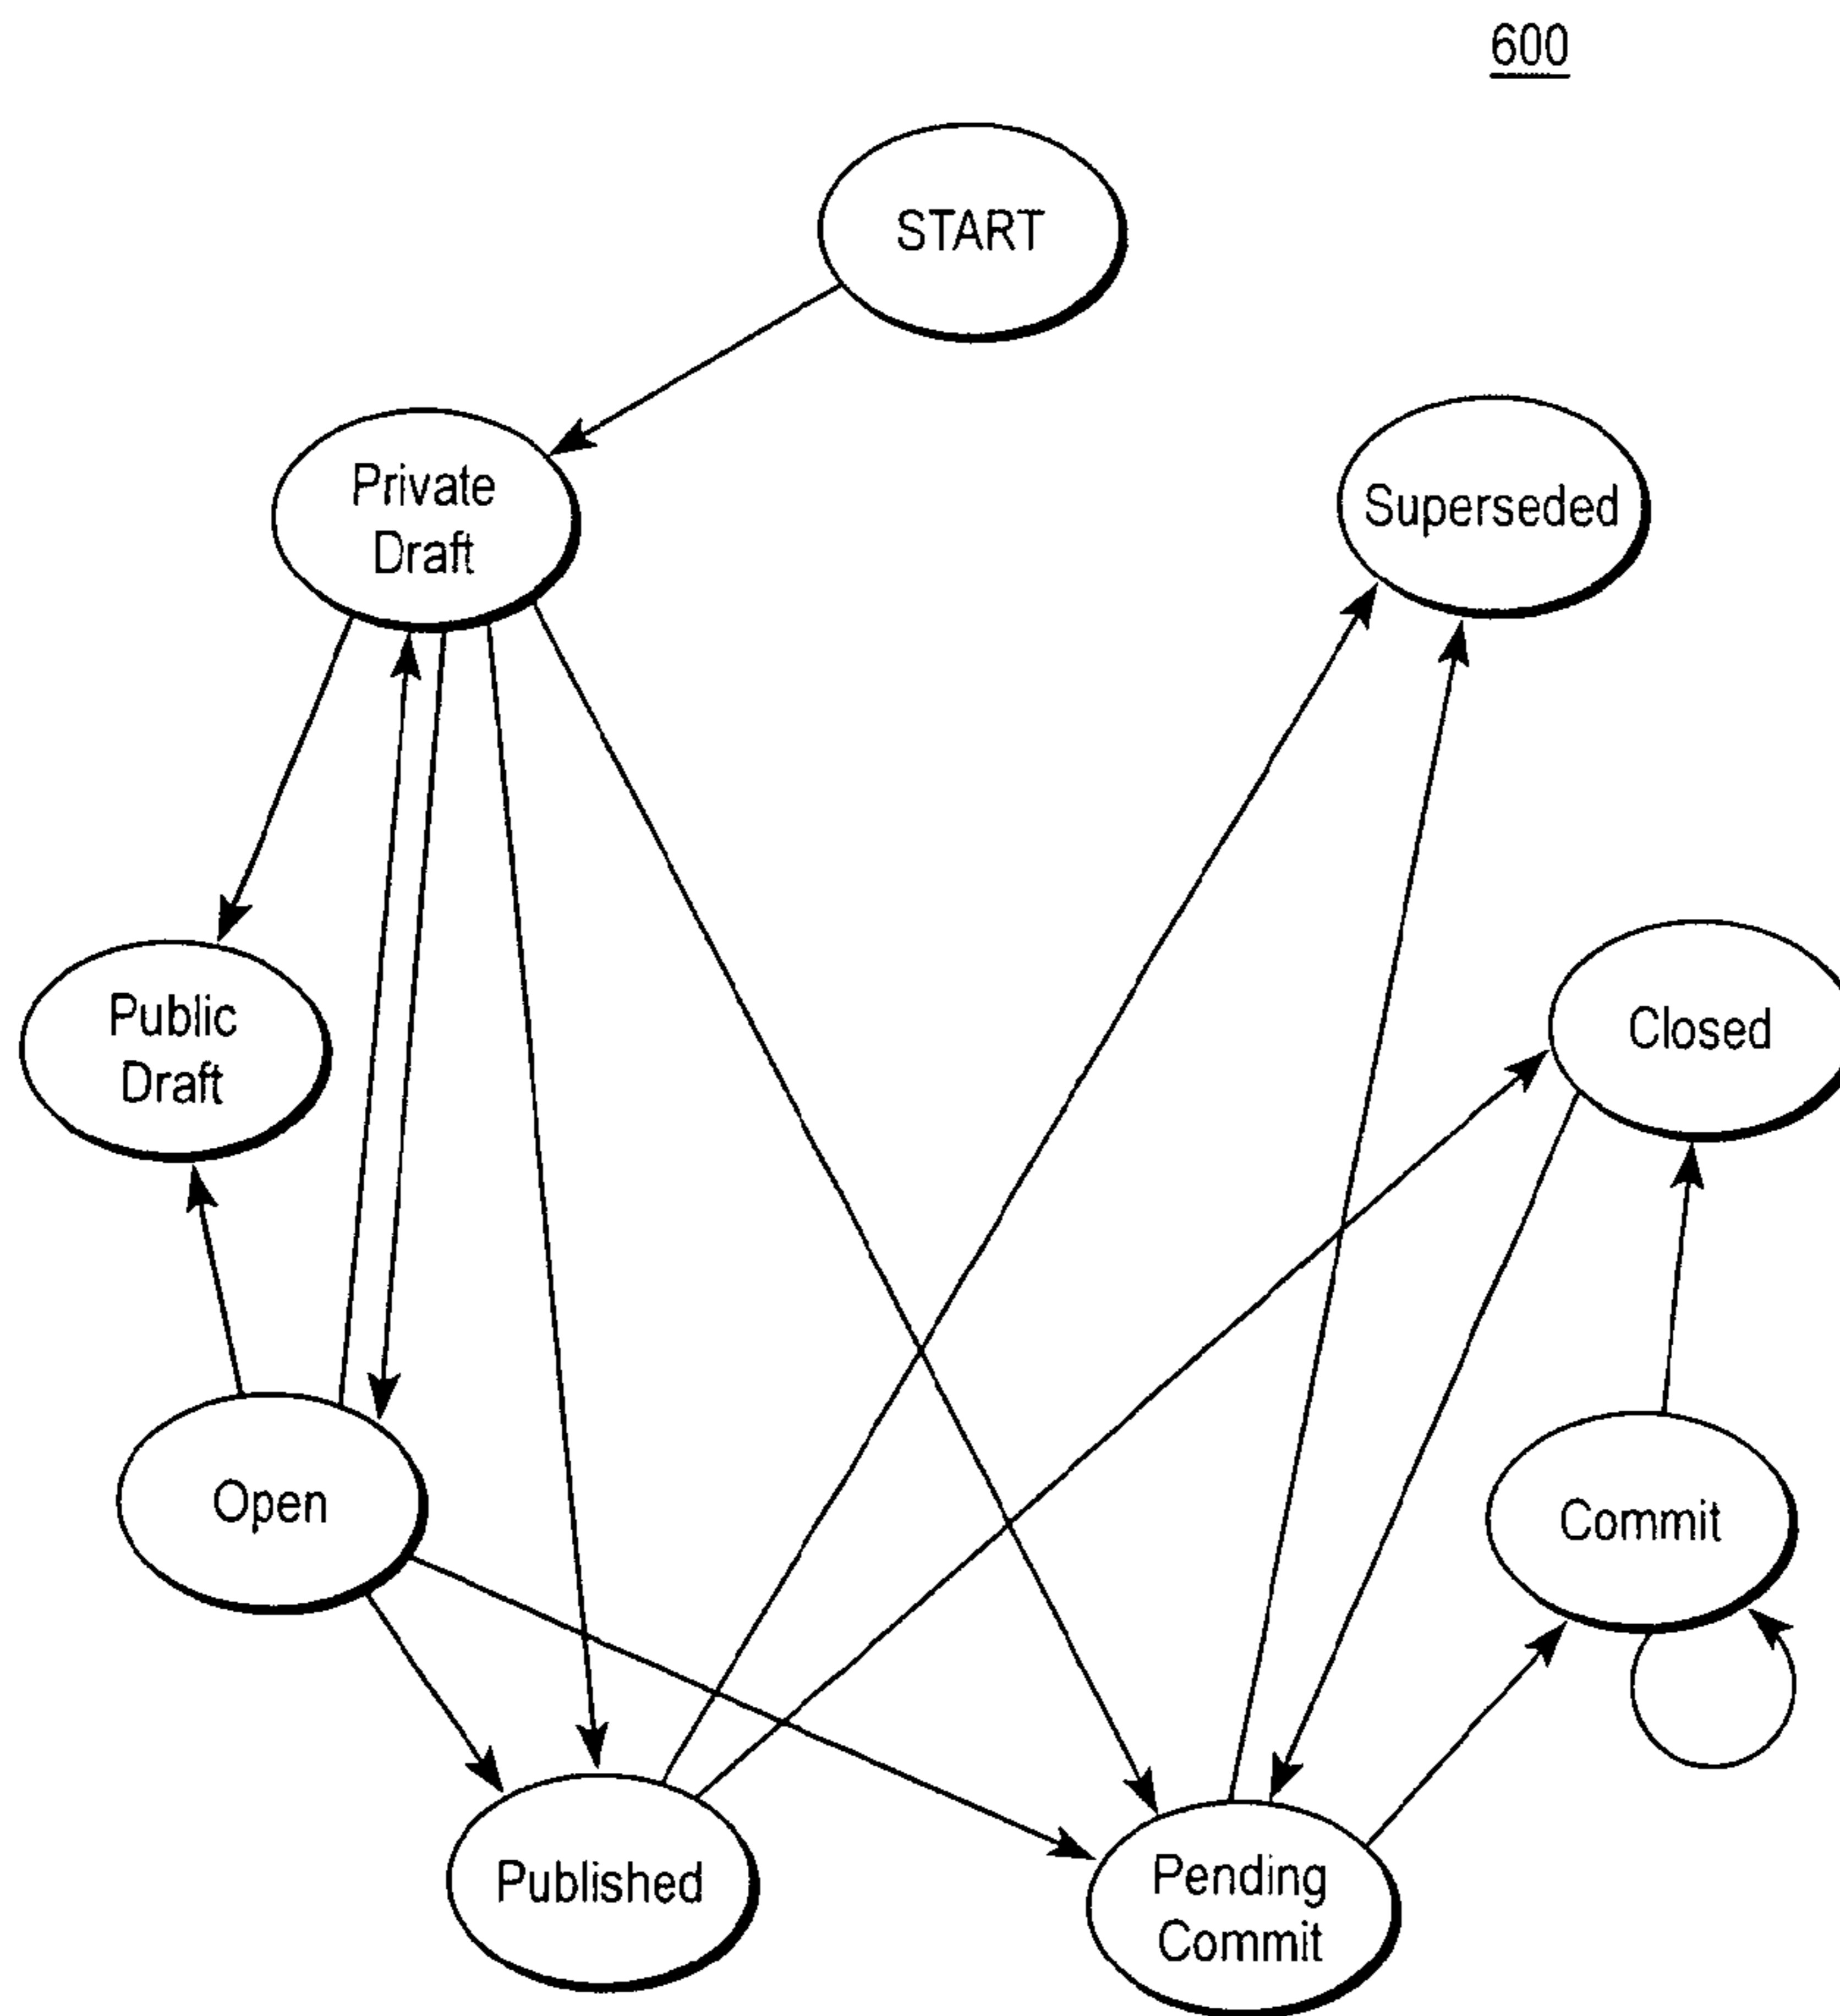 600
START
Private
Draft
Superseded
Public
Draft
Closed
Open
Commit
Published
Pending
Commit